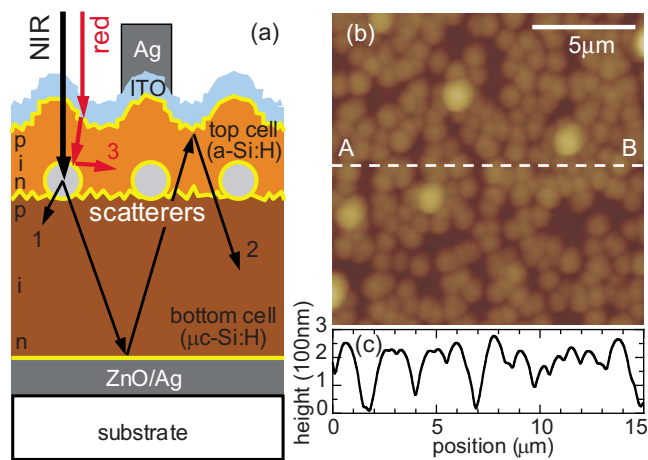 NIR
red
(a)
Ag
ITO
p
i
n
top cell
(a-Si:H)
3
scatterers
p
1
2
i
bottom cell
(µc-Si:H)
n
ZnO/Ag
substrate
(b)
5µm
A
B
(c)
height (100nm)
3
2
1
0
0
5
10
15
position (µm)